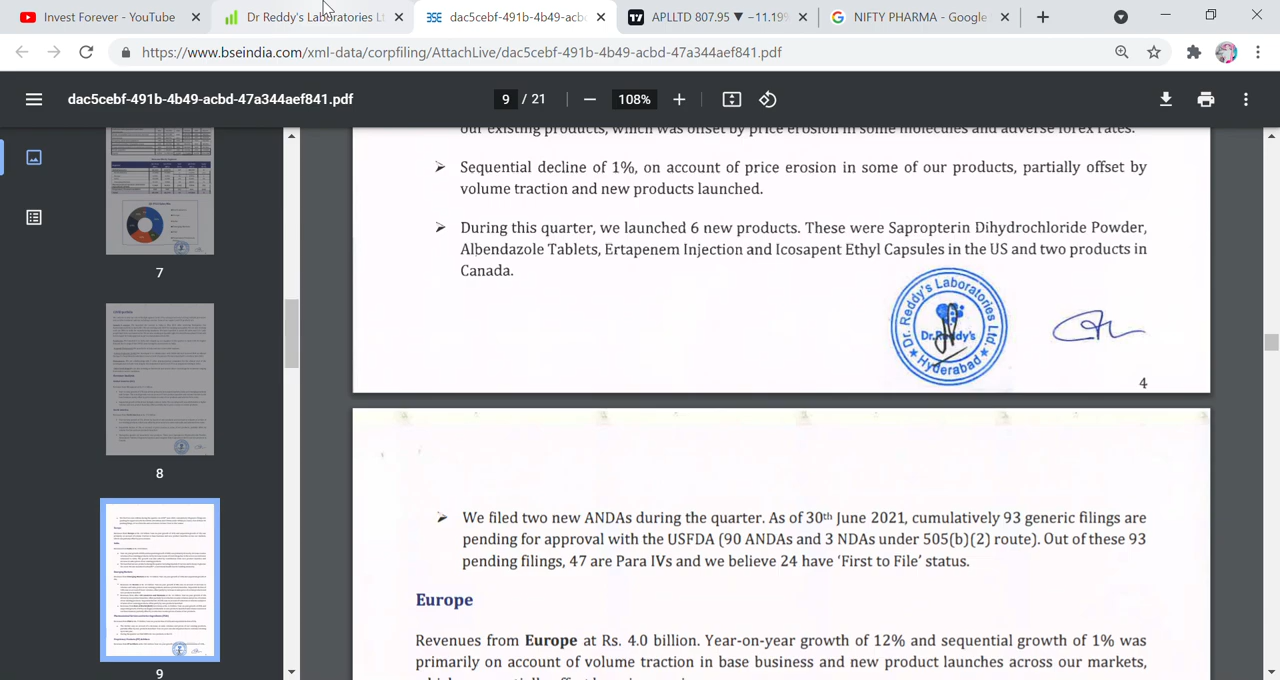 Invest Forever - YouTube
Dr Reddy's Laboratories Lt
dac5cebf-491b-4b49-acbd
APLLTD 807.95 ▼ −11.19%
NIFTY PHARMA - Google
https://www.bseindia.com/xml-data/corpfiling/AttachLive/dac5cebf-491b-4b49-acbd-47a344aef841.pdf
dac5cebf-491b-4b49-acbd-47a344aef841.pdf
9 / 21
108%
7
8
9
our existing products, which was offset by price erosion in some molecules and adverse forex rates.
➢ Sequential decline of 1%, on account of price erosion in some of our products, partially offset by
volume traction and new products launched.
➢ During this quarter, we launched 6 new products. These were Sapropterin Dihydrochloride Powder,
Albendazole Tablets, Ertapenem Injection and Icosapent Ethyl Capsules in the US and two products in
Canada.
Dr. Reddy's Laboratories Ltd.
Dr.Reddy's
★ Hyderabad ★
4
➢ We filed two new ANDAs during the quarter. As of 30th June 2021, cumulatively 93 generic filings are
pending for approval with the USFDA (90 ANDAs and 3 NDAs under 505(b)(2) route). Out of these 93
pending filings, 47 are Para IVs and we believe 24 have 'First to File' status.
Europe
Revenues from Europe at Rs. 4.0 billion. Year-on-year growth of 12% and sequential growth of 1% was
primarily on account of volume traction in base business and new product launches across our markets,